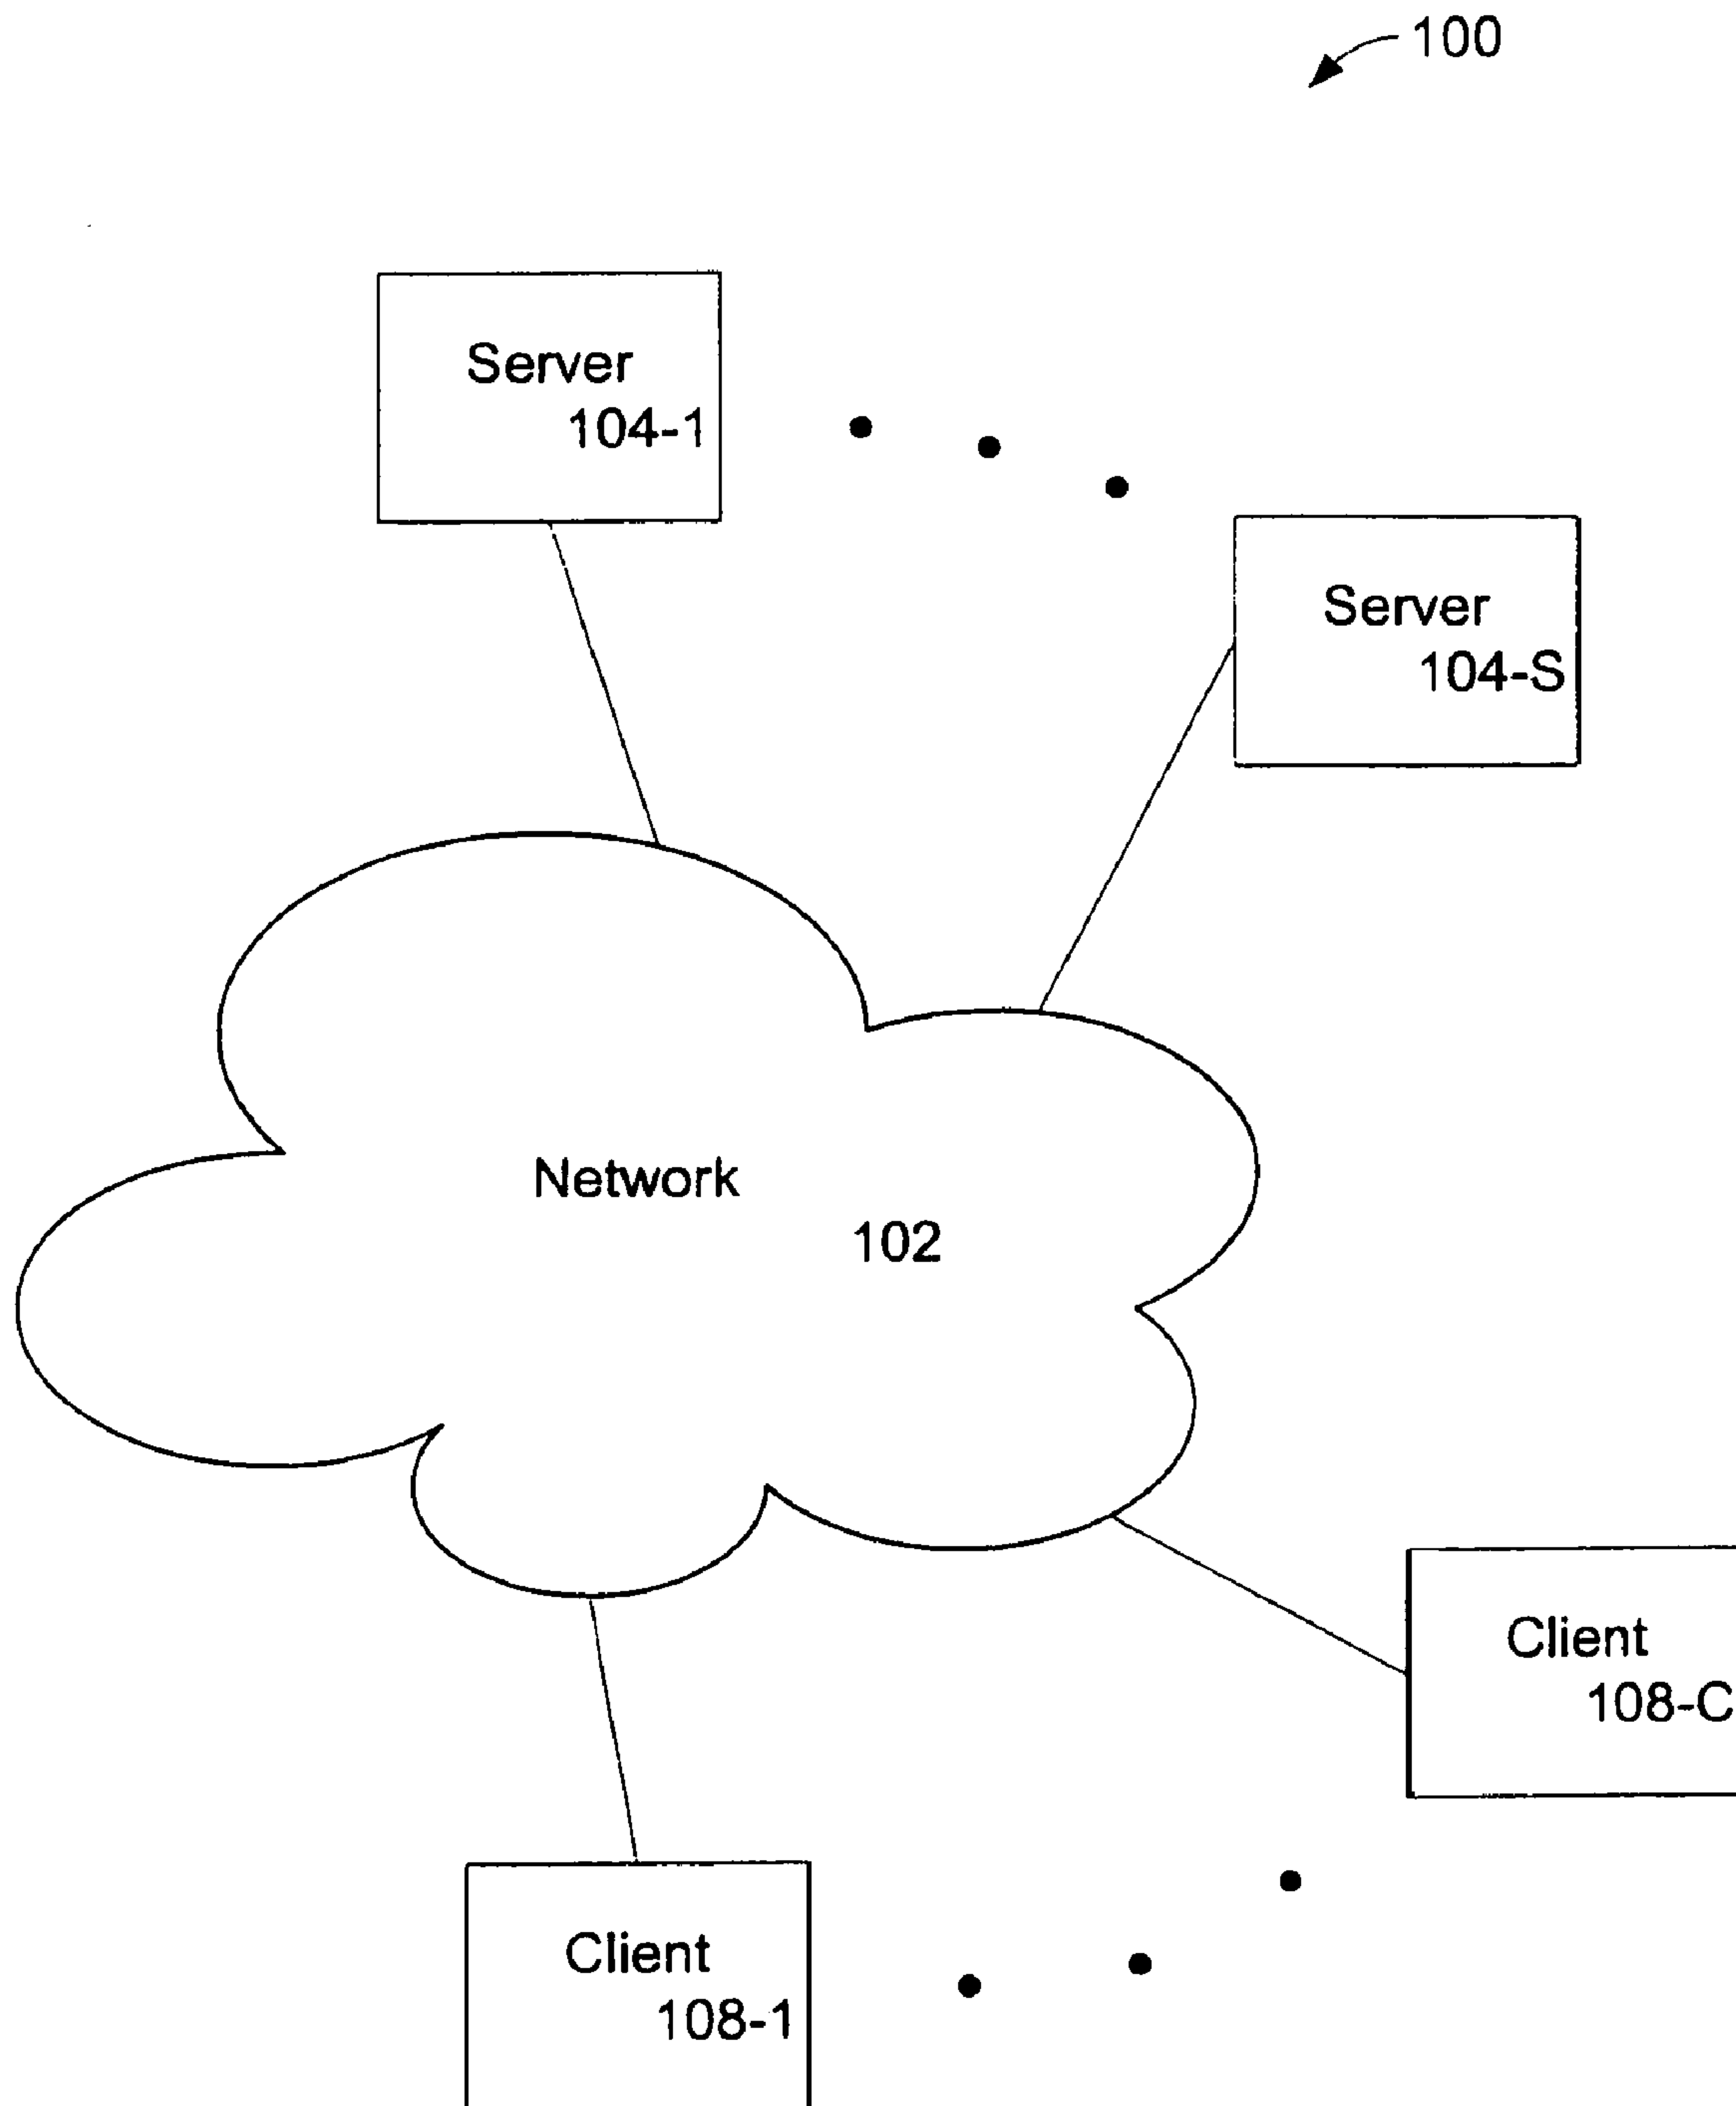 100
Server
104-1
Server
104-S
Network
102
Client
108-C
Client
108-1